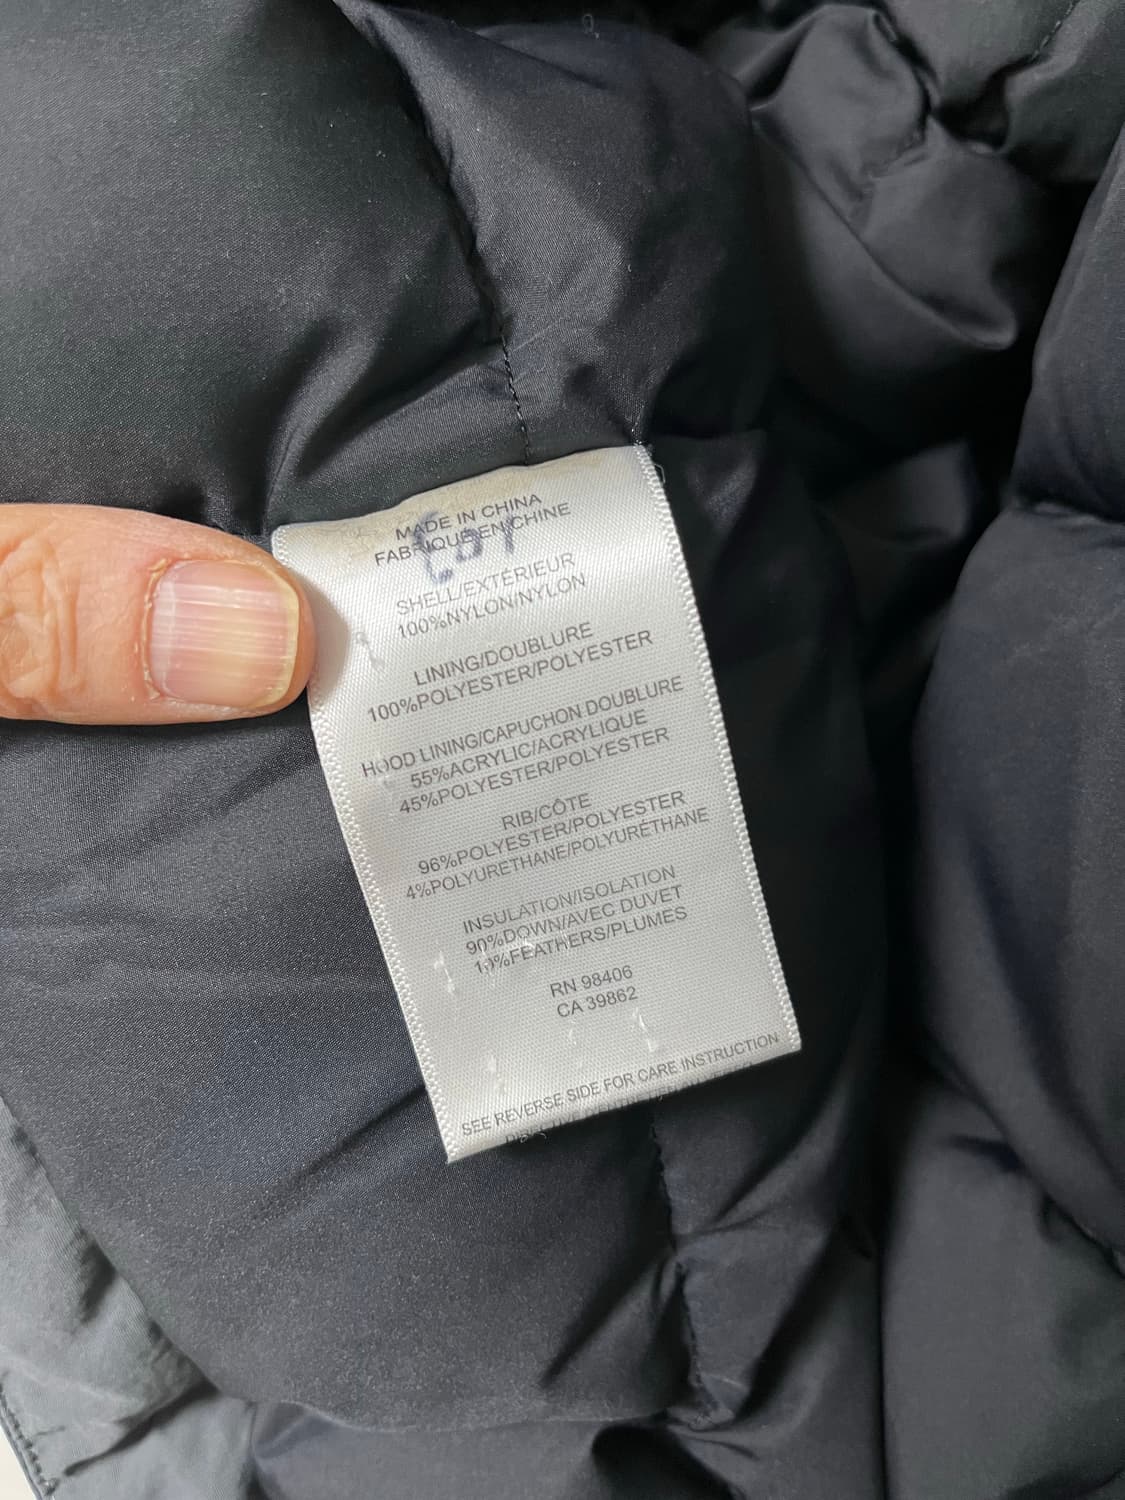 MADE IN CHINA
FABRIQUE EN CHINE
SHELL/EXTÉRIEUR
100%NYLON/NYLON
LINING/DOUBLURE
100%POLYESTER/POLYESTER
HOOD LINING/CAPUCHON DOUBLURE
55%ACRYLIC/ACRYLIQUE
45%POLYESTER/POLYESTER
RIB/CÔTE
96%POLYESTER/POLYESTER
4%POLYURETHANE/POLYURÉTHANE
INSULATION/ISOLATION
90%DOWN/AVEC DUVET
10%FEATHERS/PLUMES
RN 98406
CA 39862
SEE REVERSE SIDE FOR CARE INSTRUCTION